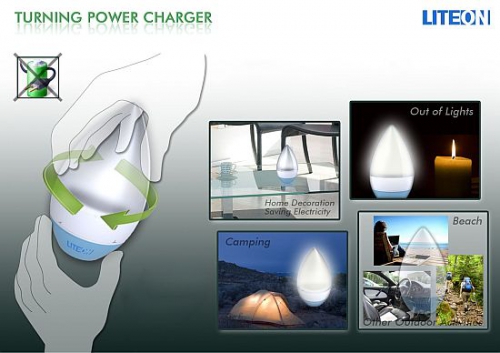 TURNING POWER CHARGER
LITEON
LITEON
Out of Lights
Home Decoration
Saving Electricity
Camping
Beach
Other Outdoor Activities